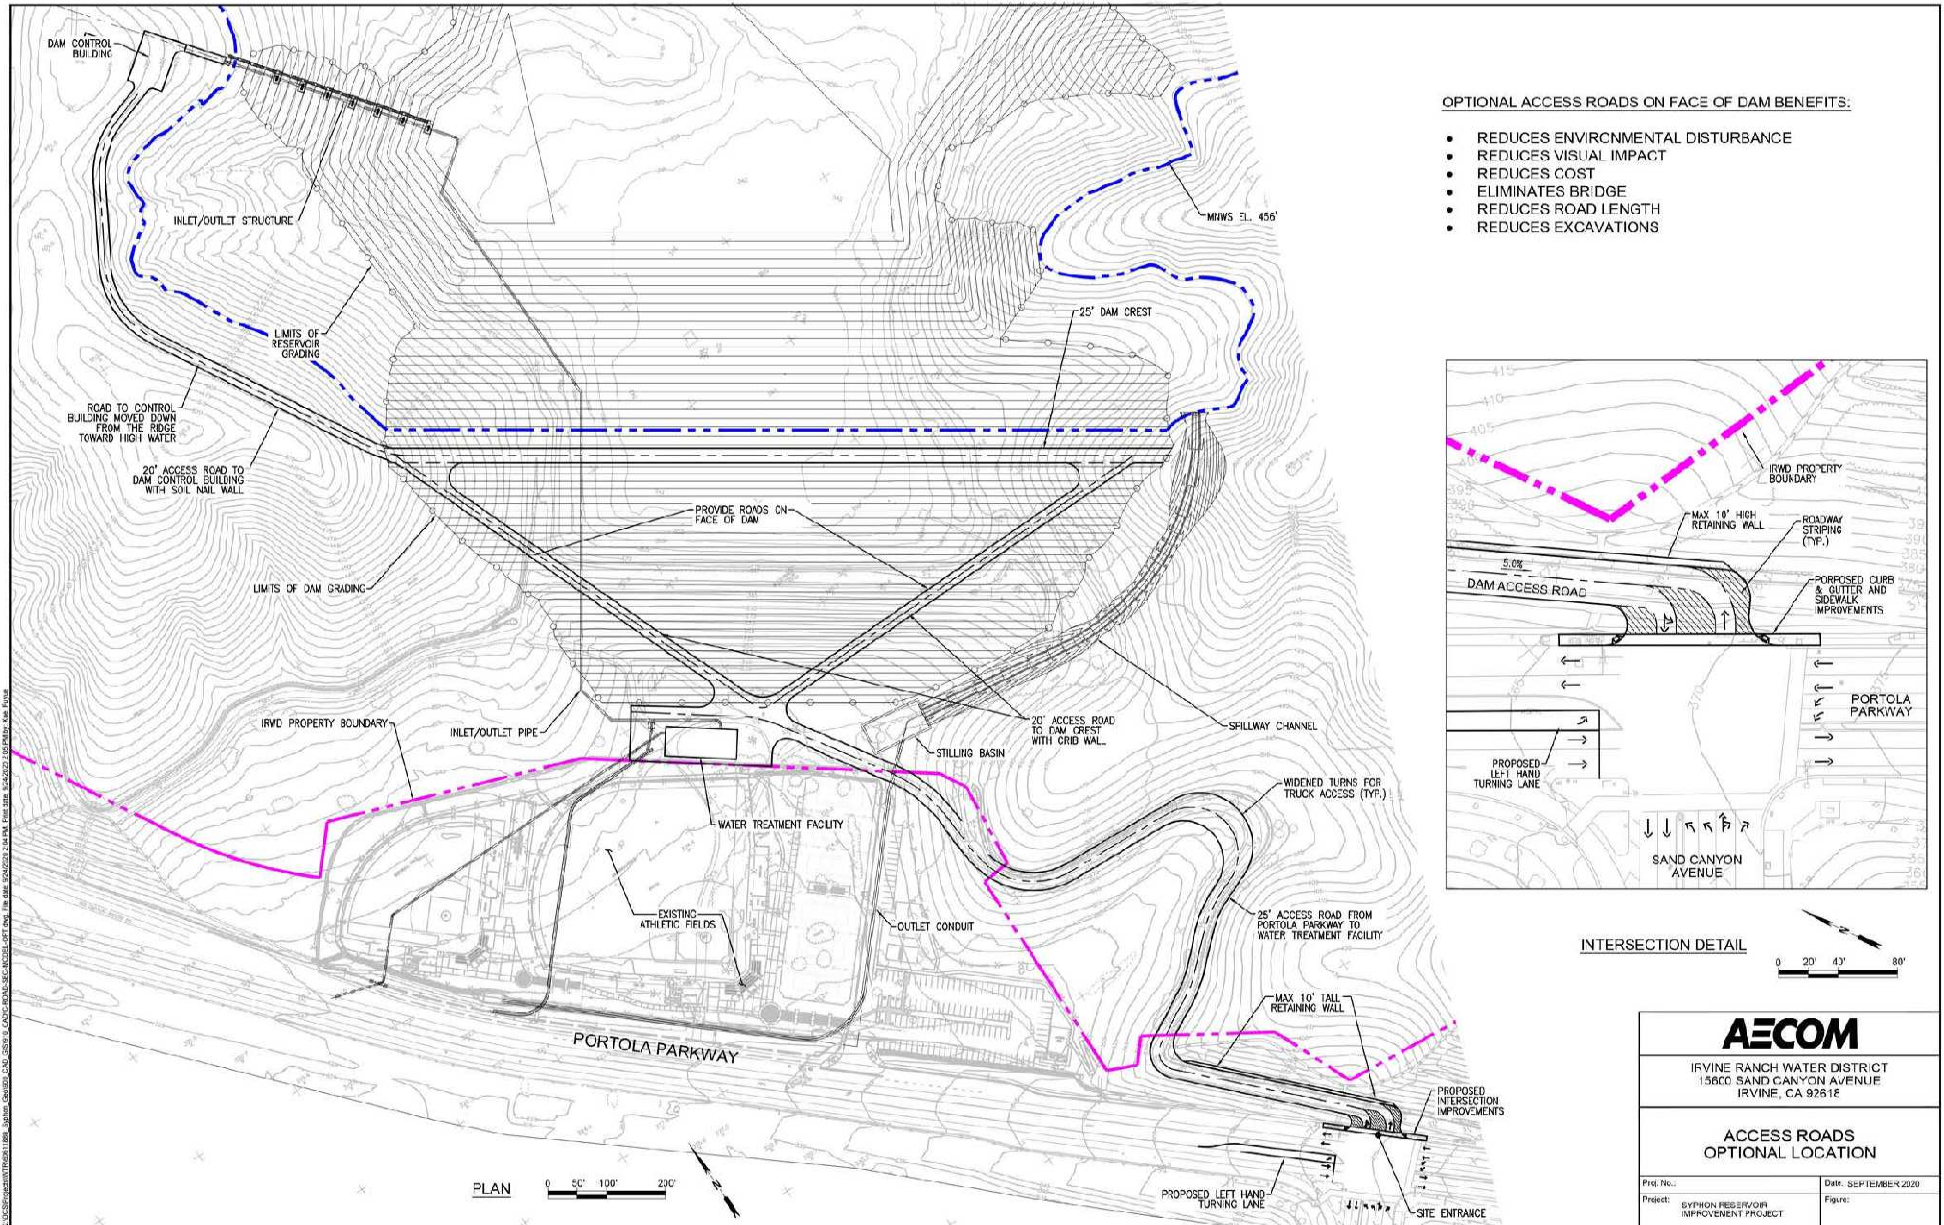 DAM CONTROL
BUILDING
INLET/OUTLET STRUCTURE
LIMITS OF
RESERVOIR
GRADING
ROAD TO CONTROL
BUILDING MOVED DOWN
FROM THE RIDGE
TOWARD HIGH WATER
20' ACCESS ROAD TO
DAM CONTROL BUILDING
WITH SOIL NAIL WALL
LIMITS OF DAM GRADING
IRWD PROPERTY BOUNDARY
INLET/OUTLET PIPE
MNWS EL. 456'
25' DAM CREST
PROVIDE ROADS ON
FACE OF DAM
20' ACCESS ROAD
TO DAM CREST
WITH GRID WALL
SPILLWAY CHANNEL
STILLING BASIN
WATER TREATMENT FACILITY
WIDENED TURNS FOR
TRUCK ACCESS (TYP.)
EXISTING
ATHLETIC FIELDS
OUTLET CONDUIT
25' ACCESS ROAD FROM
PORTOLA PARKWAY TO
WATER TREATMENT FACILITY
MAX 10' TALL
RETAINING WALL
PORTOLA PARKWAY
PROPOSED
INTERSECTION
IMPROVEMENTS
PROPOSED LEFT HAND
TURNING LANE
SITE ENTRANCE
PLAN
0 50' 100' 200'
N
OPTIONAL ACCESS ROADS ON FACE OF DAM BENEFITS:
• REDUCES ENVIRONMENTAL DISTURBANCE
• REDUCES VISUAL IMPACT
• REDUCES COST
• ELIMINATES BRIDGE
• REDUCES ROAD LENGTH
• REDUCES EXCAVATIONS
415
410
405
IRWD PROPERTY
BOUNDARY
MAX 10' HIGH
RETAINING WALL
ROADWAY
STRIPING
(TYP.)
5.0%
DAM ACCESS ROAD
PORPOSED CURB
& GUTTER AND
SIDEWALK
IMPROVEMENTS
PORTOLA
PARKWAY
PROPOSED
LEFT HAND
TURNING LANE
SAND CANYON
AVENUE
INTERSECTION DETAIL
N
0 20' 40' 80'
AECOM
IRVINE RANCH WATER DISTRICT
15600 SAND CANYON AVENUE
IRVINE, CA 92618
ACCESS ROADS
OPTIONAL LOCATION
Proj. No.:
Date: SEPTEMBER 2020
Project: SYPHON RESERVOIR
IMPROVEMENT PROJECT
Figure: